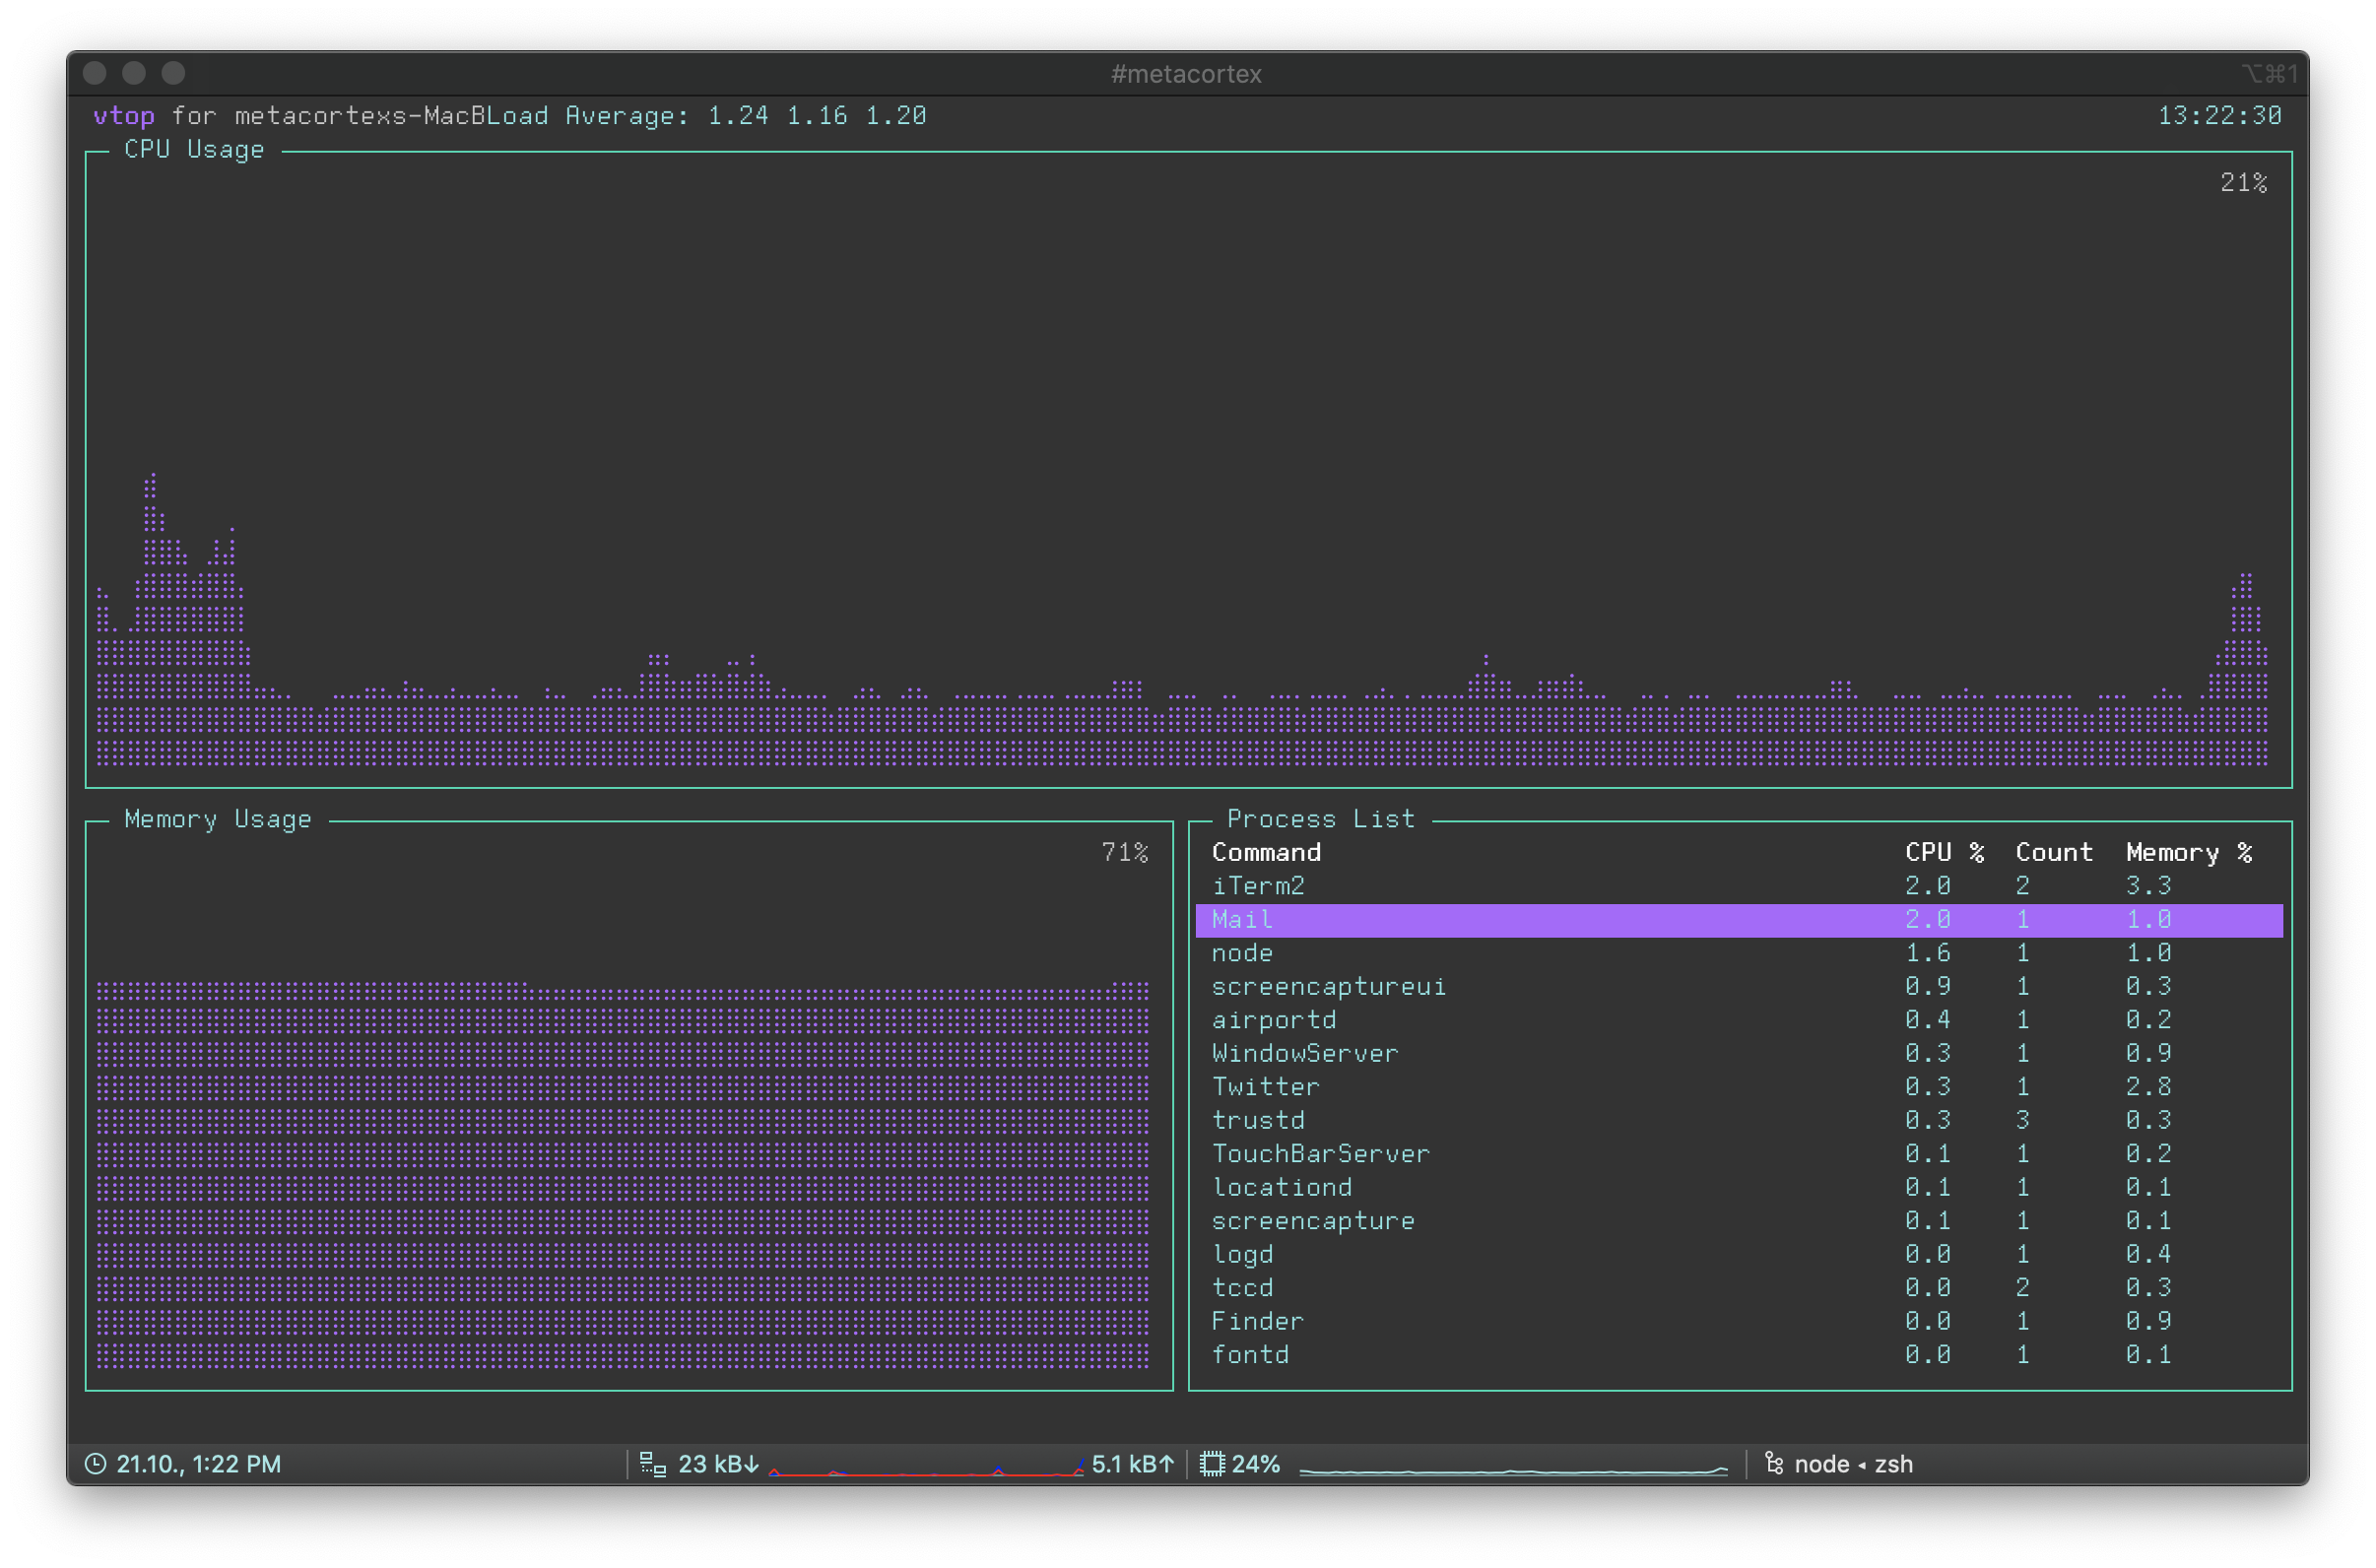 #metacortex ⌥⌘1
vtop for metacortexs-MacBLoad Average: 1.24 1.16 1.20 13:22:30
CPU Usage
21%
Memory Usage
71%
Process List
Command CPU % Count Memory %
iTerm2 2.0 2 3.3
Mail 2.0 1 1.0
node 1.6 1 1.0
screencaptureui 0.9 1 0.3
airportd 0.4 1 0.2
WindowServer 0.3 1 0.9
Twitter 0.3 1 2.8
trustd 0.3 3 0.3
TouchBarServer 0.1 1 0.2
locationd 0.1 1 0.1
screencapture 0.1 1 0.1
logd 0.0 1 0.4
tccd 0.0 2 0.3
Finder 0.0 1 0.9
fontd 0.0 1 0.1
21.10., 1:22 PM 23 kB↓ 5.1 kB↑ 24% node ◂ zsh